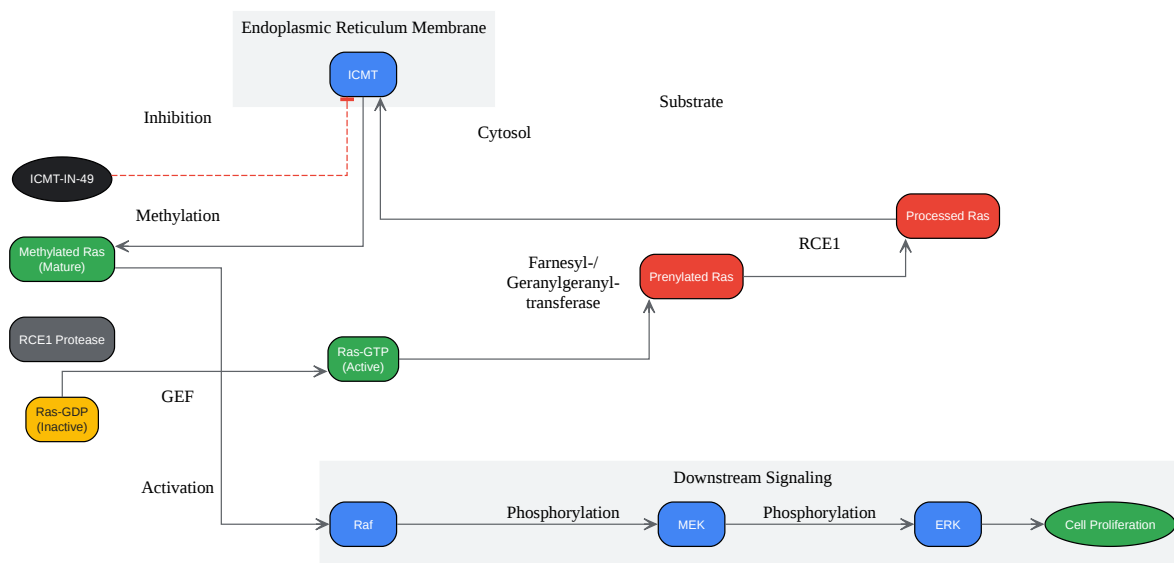 Endoplasmic Reticulum Membrane
ICMT
Substrate
Inhibition
Cytosol
ICMT-IN-49
Methylation
Processed Ras
RCE1
Methylated Ras
(Mature)
Farnesyl-/
Geranylgeranyl-
transferase
Prenylated Ras
RCE1 Protease
Ras-GTP
(Active)
GEF
Ras-GDP
(Inactive)
Downstream Signaling
Activation
Raf
Phosphorylation
MEK
Phosphorylation
ERK
Cell Proliferation